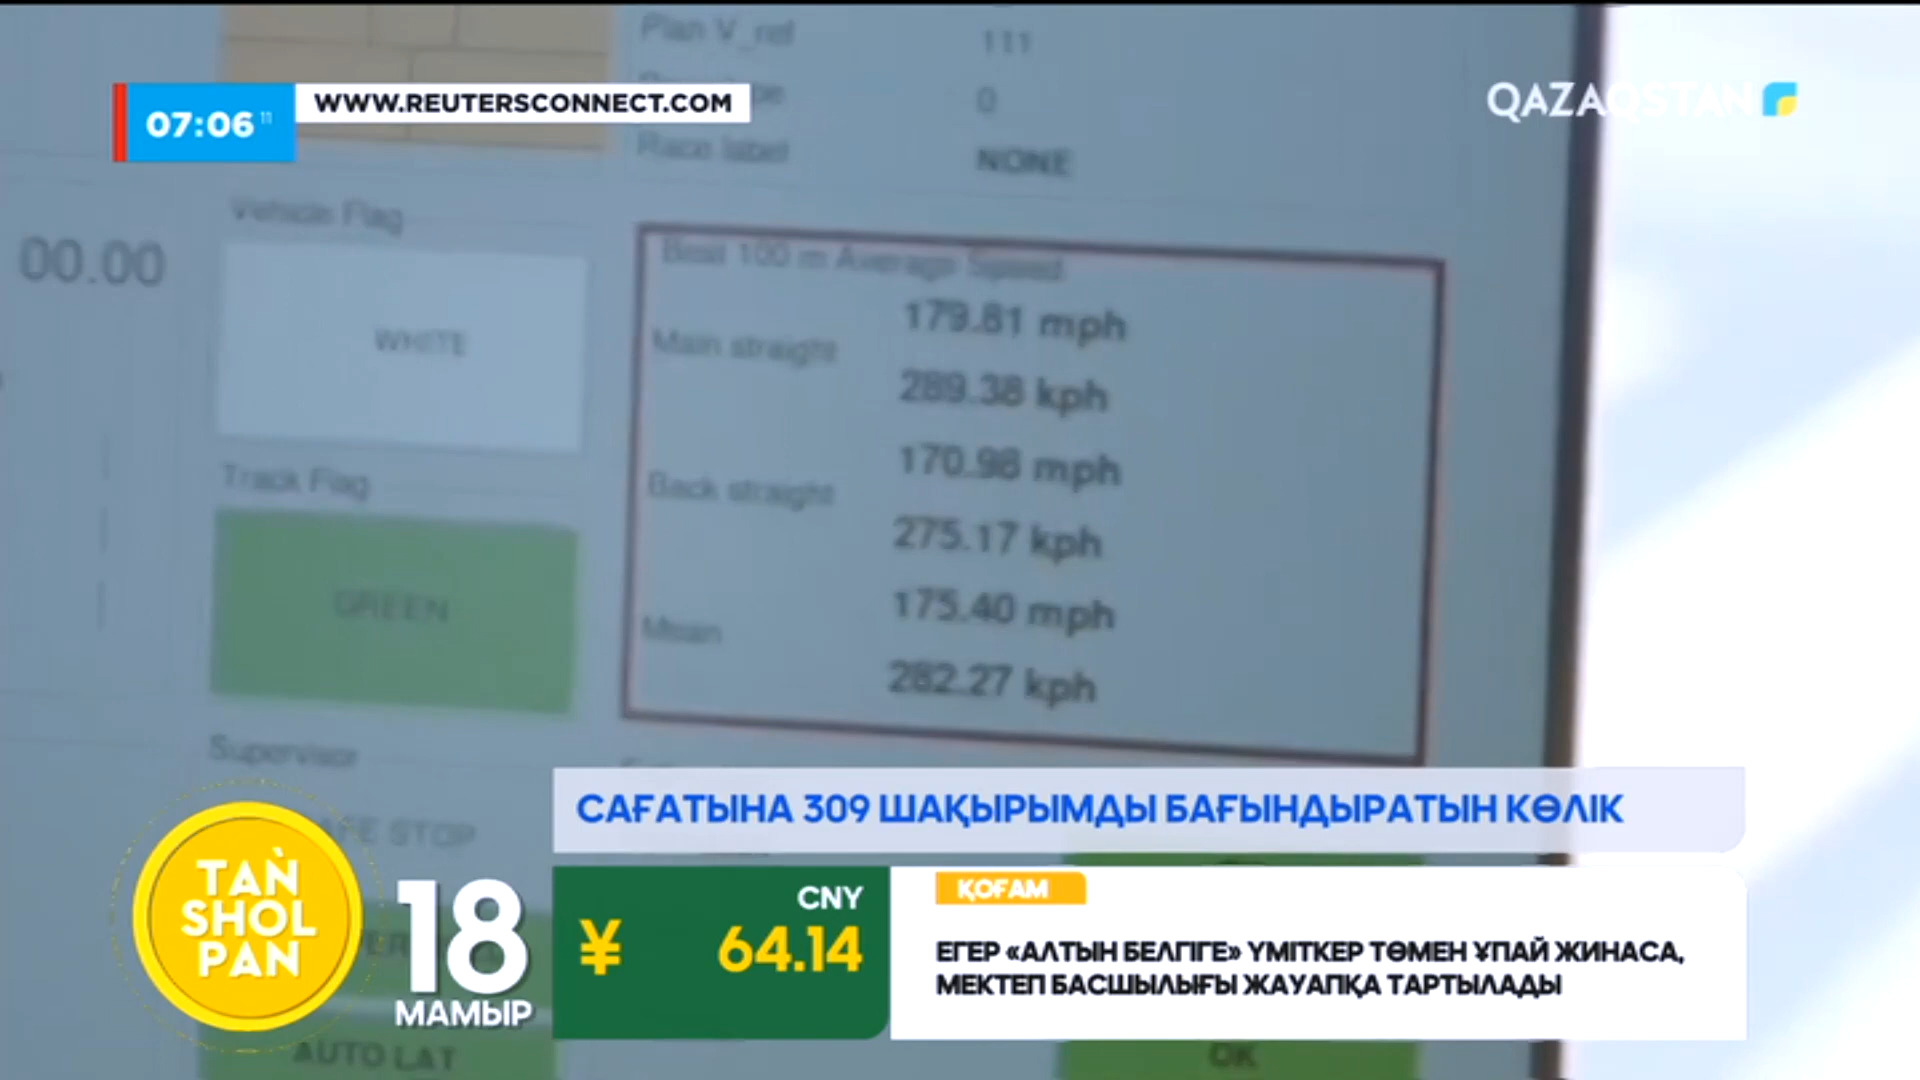 Plan V_ref 111
0
Race label NONE
07:06 11
WWW.REUTERSCONNECT.COM
QAZAQSTAN
00.00
Vehicle Flag
WHITE
Track Flag
GREEN
Best 100 m Average Speed
179.81 mph
Main straight
289.38 kph
170.98 mph
Back straight
275.17 kph
175.40 mph
Mean
282.27 kph
Supervisor
STOP
AUTO LAT
OK
САҒАТЫНА 309 ШАҚЫРЫМДЫ БАҒЫНДЫРАТЫН КӨЛІК
TAŃ
SHOL
PAN
18
МАМЫР
CNY
¥ 64.14
ҚОҒАМ
ЕГЕР «АЛТЫН БЕЛГІГЕ» ҮМІТКЕР ТӨМЕН ҰПАЙ ЖИНАСА,
МЕКТЕП БАСШЫЛЫҒЫ ЖАУАПҚА ТАРТЫЛАДЫ